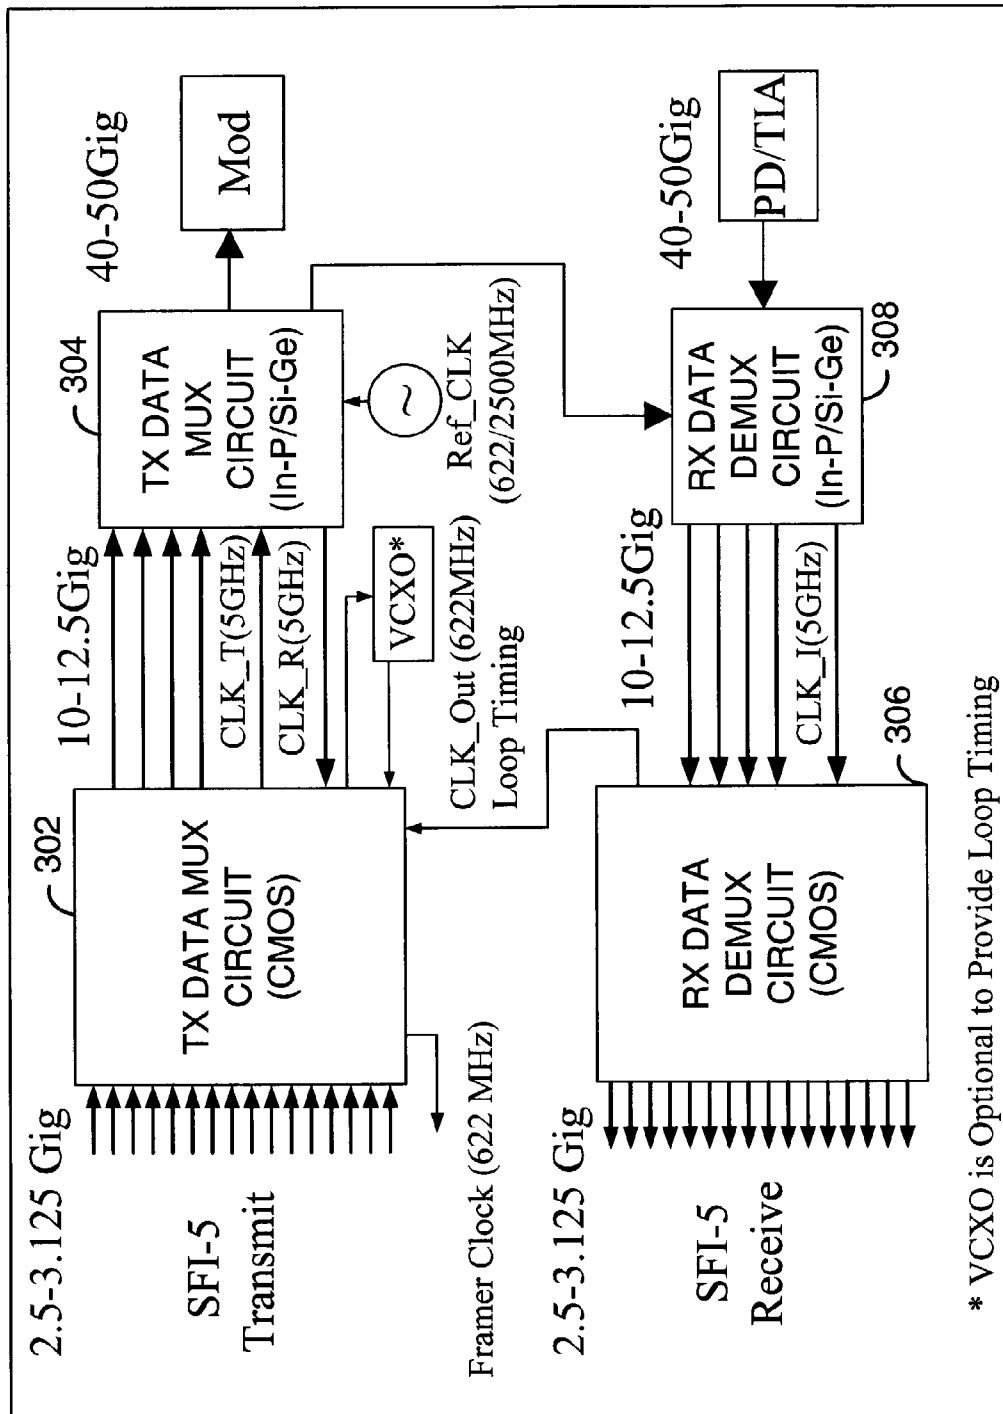 2.5-3.125 Gig
SFI-5
Transmit
Framer Clock (622 MHz)
302
TX DATA MUX
CIRCUIT
(CMOS)
10-12.5Gig
CLK_T(5GHz)
CLK_R(5GHz)
VCXO*
CLK_Out (622MHz)
Loop Timing
304
TX DATA
MUX
CIRCUIT
(In-P/Si-Ge)
~
Ref_CLK
(622/2500MHz)
40-50Gig
Mod
2.5-3.125 Gig
SFI-5
Receive
RX DATA
DEMUX
CIRCUIT
(CMOS)
306
10-12.5Gig
CLK_I(5GHz)
RX DATA
DEMUX
CIRCUIT
(In-P/Si-Ge)
308
40-50Gig
PD/TIA
* VCXO is Optional to Provide Loop Timing